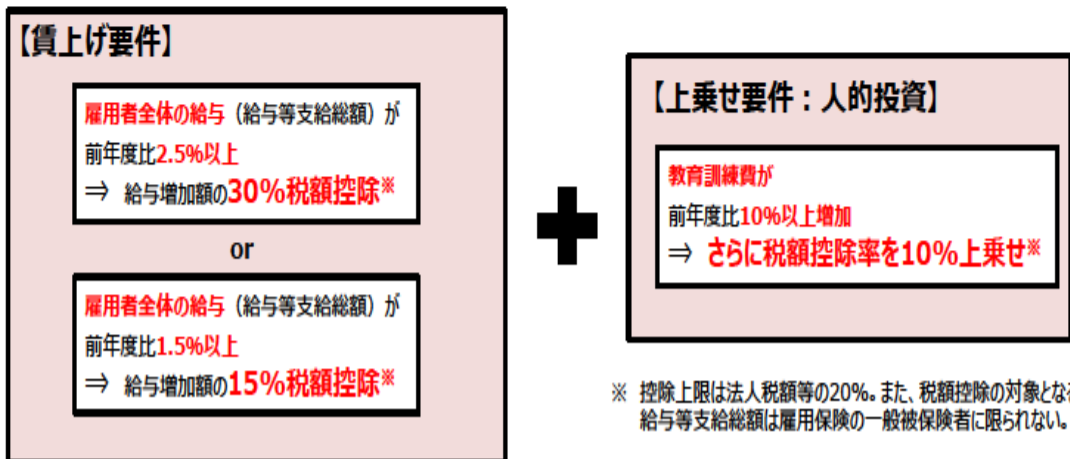 【賃上げ要件】
雇用者全体の給与（給与等支給総額）が
前年度比2.5%以上
⇒ 給与増加額の30%税額控除※
or
雇用者全体の給与（給与等支給総額）が
前年度比1.5%以上
⇒ 給与増加額の15%税額控除※
【上乗せ要件：人的投資】
教育訓練費が
前年度比10%以上増加
⇒ さらに税額控除率を10%上乗せ※
※ 控除上限は法人税額等の20%。また、税額控除の対象となる
給与等支給総額は雇用保険の一般被保険者に限られない。